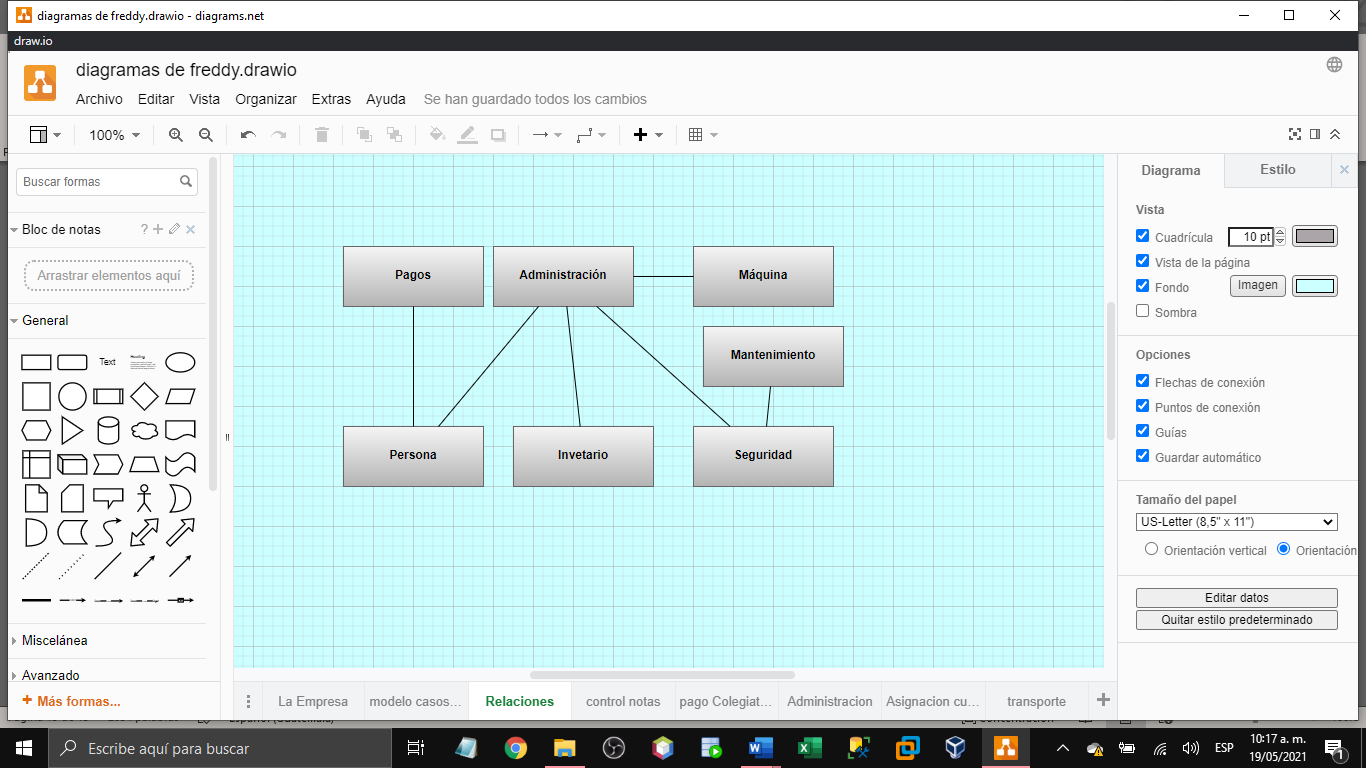 diagramas de freddy.drawio - diagrams.net
draw.io
diagramas de freddy.drawio
Archivo Editar Vista Organizar Extras Ayuda Se han guardado todos los cambios
100%
Buscar formas
Bloc de notas ?
Arrastrar elementos aquí
General
Text
Heading
Miscelánea
Avanzado
+ Más formas...
Pagos Administración Máquina
Mantenimiento
Persona Invetario Seguridad
La Empresa modelo casos... Relaciones control notas pago Colegiat... Administracion Asignacion cu... transporte
Diagrama Estilo
Vista
Cuadrícula 10 pt
Vista de la página
Fondo Imagen
Sombra
Opciones
Flechas de conexión
Puntos de conexión
Guías
Guardar automático
Tamaño del papel
US-Letter (8,5" x 11")
Orientación vertical Orientación
Editar datos
Quitar estilo predeterminado
Escribe aquí para buscar
ESP
10:17 a. m.
19/05/2021
1